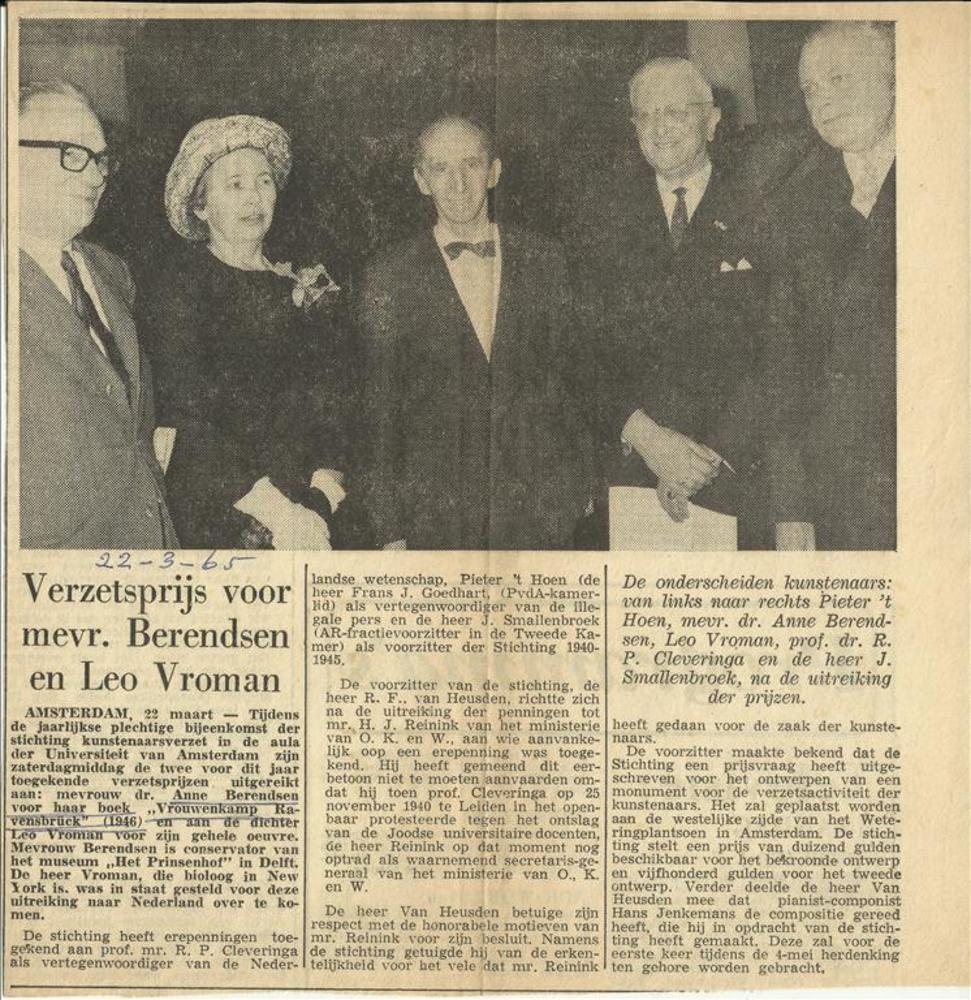 22-3-65
Verzetsprijs voor
mevr. Berendsen
en Leo Vroman
AMSTERDAM, 22 maart — Tijdens
de jaarlijkse plechtige bijeenkomst der
stichting kunstenaarsverzet in de aula
der Universiteit van Amsterdam zijn
zaterdagmiddag de twee voor dit jaar
toegekende verzetsprijzen uitgereikt
aan: mevrouw dr. Anne Berendsen
voor haar boek „Vrouwenkamp Ra-
vensbrück" (1946) en aan de dichter
Leo Vroman voor zijn gehele oeuvre.
Mevrouw Berendsen is conservator van
het museum „Het Prinsenhof" in Delft.
De heer Vroman, die bioloog in New
York is. was in staat gesteld voor deze
uitreiking naar Nederland over te ko-
men.
De stichting heeft erepenningen toe-
gekend aan prof. mr. R. P. Cleveringa
als vertegenwoordiger van de Neder-
landse wetenschap, Pieter 't Hoen (de
heer Frans J. Goedhart, (PvdA-kamer-
lid) als vertegenwoordiger van de ille-
gale pers en de heer J. Smallenbroek
(AR-fractievoorzitter in de Tweede Ka-
mer) als voorzitter der Stichting 1940-
1945.
De voorzitter van de stichting, de
heer R. F.. van Heusden, richtte zich
na de uitreiking der penningen tot
mr. H. J. Reinink van het ministerie
van O. K. en W., aan wie aanvanke-
lijk oop een erepenning was toege-
kend. Hij heeft gemeend dit eer-
betoon niet te moeten aanvaarden om-
dat hij toen prof. Cleveringa op 25
november 1940 te Leiden in het open-
baar protesteerde tegen het ontslag
van de Joodse universitaire docenten,
de heer Reinink op dat moment nog
optrad als waarnemend secretaris-ge-
neraal van het ministerie van O., K.
en W.
De heer Van Heusden betuige zijn
respect met de honorabele motieven van
mr. Reinink voor zijn besluit. Namens
de stichting getuigde hij van de erken-
telijkheid voor het vele dat mr. Reinink
De onderscheiden kunstenaars:
van links naar rechts Pieter 't
Hoen, mevr. dr. Anne Berend-
sen, Leo Vroman, prof. dr. R.
P. Cleveringa en de heer J.
Smallenbroek, na de uitreiking
der prijzen.
heeft gedaan voor de zaak der kunste-
naars.
De voorzitter maakte bekend dat de
Stichting een prijsvraag heeft uitge-
schreven voor het ontwerpen van een
monument voor de verzetsactiviteit der
kunstenaars. Het zal geplaatst worden
aan de westelijke zijde van het Wete-
ringplantsoen in Amsterdam. De stich-
ting stelt een prijs van duizend gulden
beschikbaar voor het bekroonde ontwerp
en vijfhonderd gulden voor het tweede
ontwerp. Verder deelde de heer Van
Heusden mee dat pianist-componist
Hans Jenkemans de compositie gereed
heeft, die hij in opdracht van de stich-
ting heeft gemaakt. Deze zal voor de
eerste keer tijdens de 4-mei herdenking
ten gehore worden gebracht.